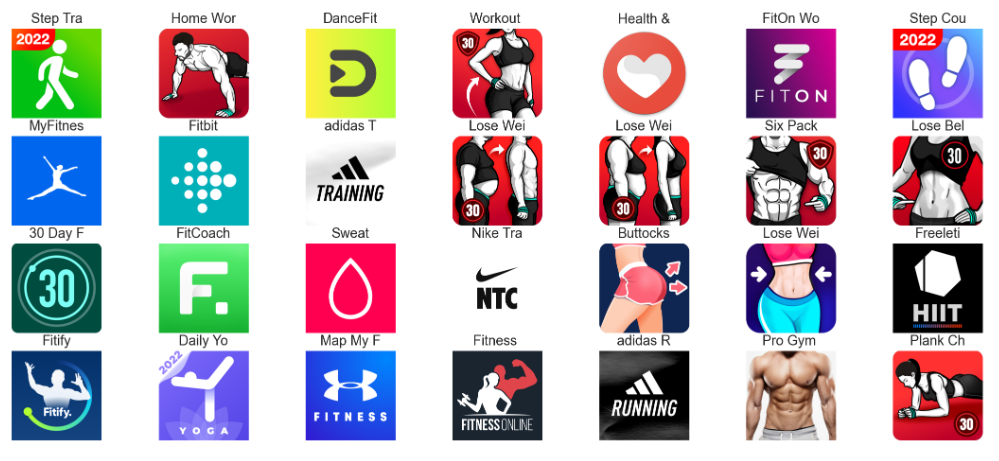 Step Tra Home Wor DanceFit Workout Health & FitOn Wo Step Cou
2022 30 FITON 2022
MyFitnes Fitbit adidas T Lose Wei Lose Wei Six Pack Lose Bel
TRAINING 30 30 30 30
30 Day F FitCoach Sweat Nike Tra Buttocks Lose Wei Freeleti
30 F. NTC HIIT
Fitify Daily Yo Map My F Fitness adidas R Pro Gym Plank Ch
Fitify. 2022 YOGA FITNESS FITNESS ONLINE RUNNING 30